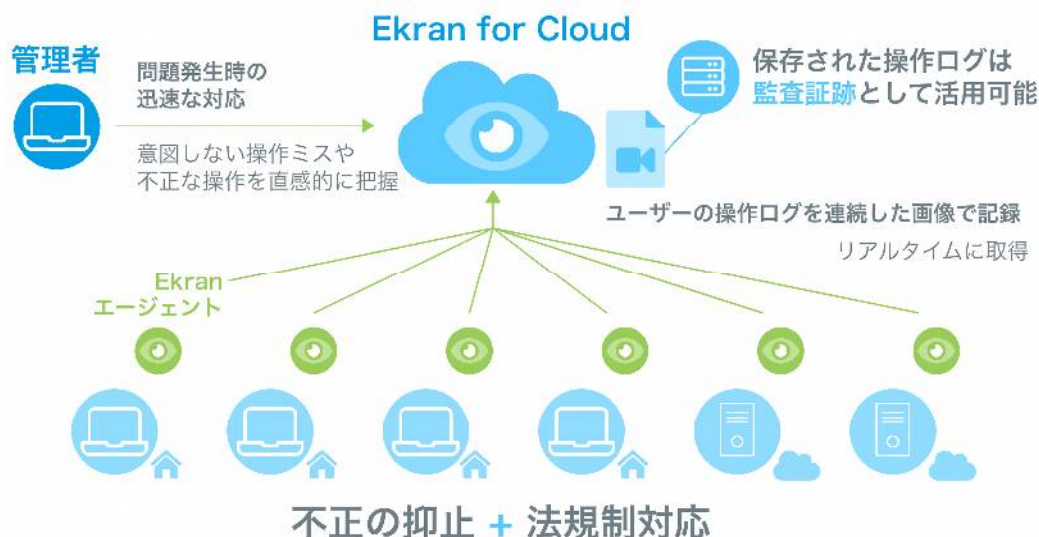 Ekran for Cloud
管理者
問題発生時の
迅速な対応
意図しない操作ミスや
不正な操作を直感的に把握
保存された操作ログは
監査証跡として活用可能
ユーザーの操作ログを連続した画像で記録
リアルタイムに取得
Ekran
エージェント
不正の抑止 + 法規制対応